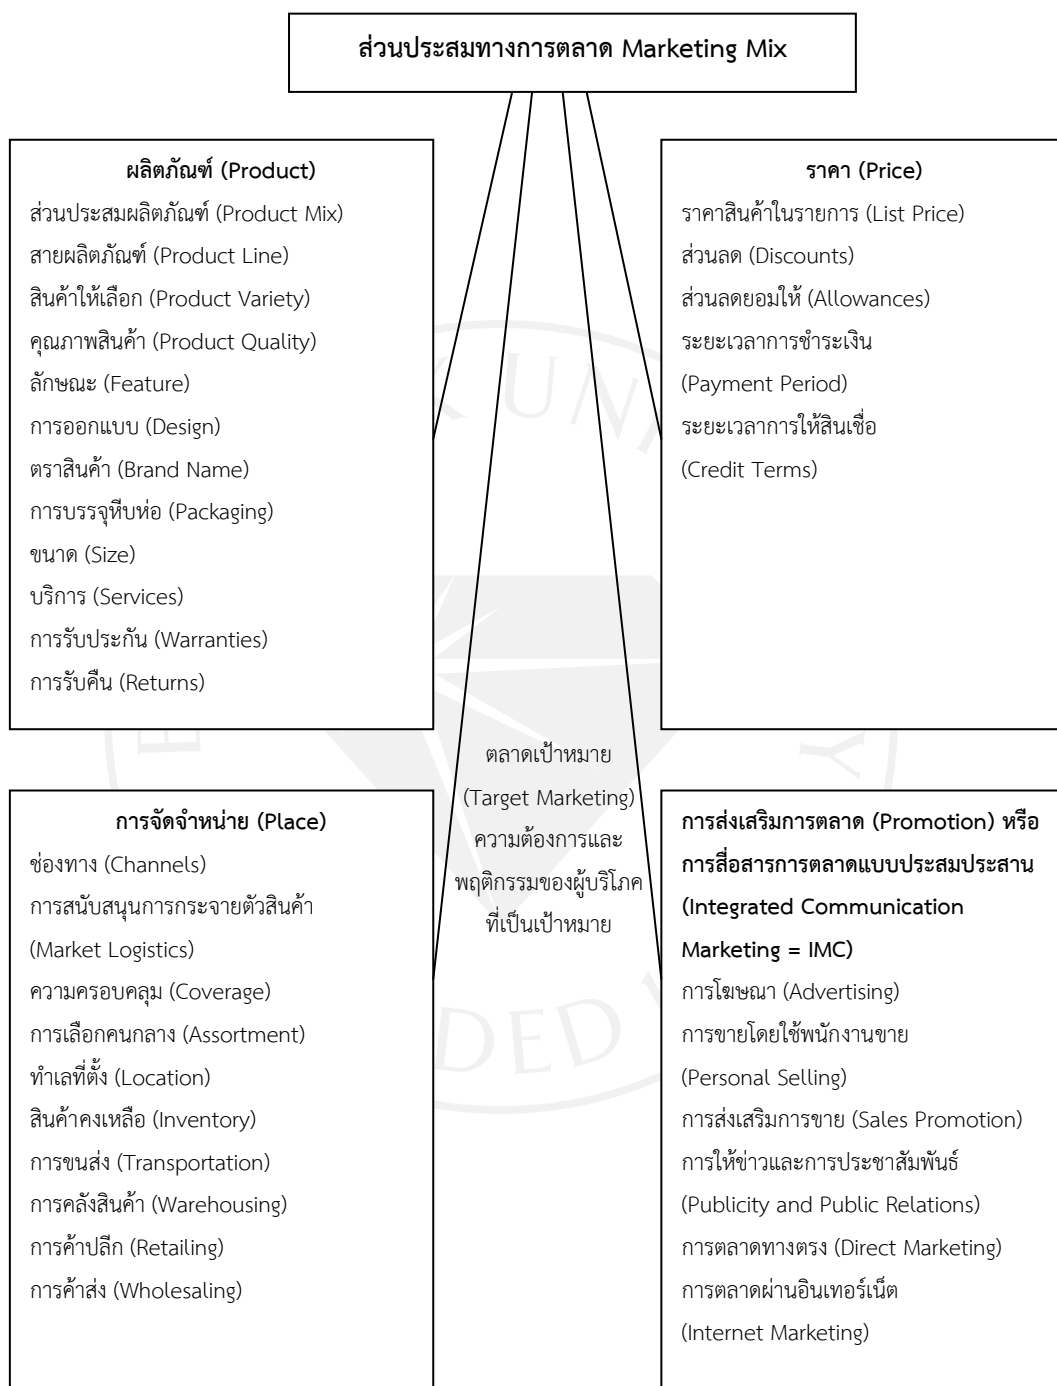 ส่วนประสมทางการตลาด Marketing Mix
ผลิตภัณฑ์ (Product)
ส่วนประสมผลิตภัณฑ์ (Product Mix)
สายผลิตภัณฑ์ (Product Line)
สินค้าให้เลือก (Product Variety)
คุณภาพสินค้า (Product Quality)
ลักษณะ (Feature)
การออกแบบ (Design)
ตราสินค้า (Brand Name)
การบรรจุหีบห่อ (Packaging)
ขนาด (Size)
บริการ (Services)
การรับประกัน (Warranties)
การรับคืน (Returns)
ราคา (Price)
ราคาสินค้าในรายการ (List Price)
ส่วนลด (Discounts)
ส่วนลดยอมให้ (Allowances)
ระยะเวลาการชำระเงิน
(Payment Period)
ระยะเวลาการให้สินเชื่อ
(Credit Terms)
ตลาดเป้าหมาย
(Target Marketing)
ความต้องการและ
พฤติกรรมของผู้บริโภค
ที่เป็นเป้าหมาย
การจัดจำหน่าย (Place)
ช่องทาง (Channels)
การสนับสนุนการกระจายตัวสินค้า
(Market Logistics)
ความครอบคลุม (Coverage)
การเลือกคนกลาง (Assortment)
ทำเลที่ตั้ง (Location)
สินค้าคงเหลือ (Inventory)
การขนส่ง (Transportation)
การคลังสินค้า (Warehousing)
การค้าปลีก (Retailing)
การค้าส่ง (Wholesaling)
การส่งเสริมการตลาด (Promotion) หรือ
การสื่อสารการตลาดแบบประสมประสาน
(Integrated Communication
Marketing = IMC)
การโฆษณา (Advertising)
การขายโดยใช้พนักงานขาย
(Personal Selling)
การส่งเสริมการขาย (Sales Promotion)
การให้ข่าวและการประชาสัมพันธ์
(Publicity and Public Relations)
การตลาดทางตรง (Direct Marketing)
การตลาดผ่านอินเทอร์เน็ต
(Internet Marketing)